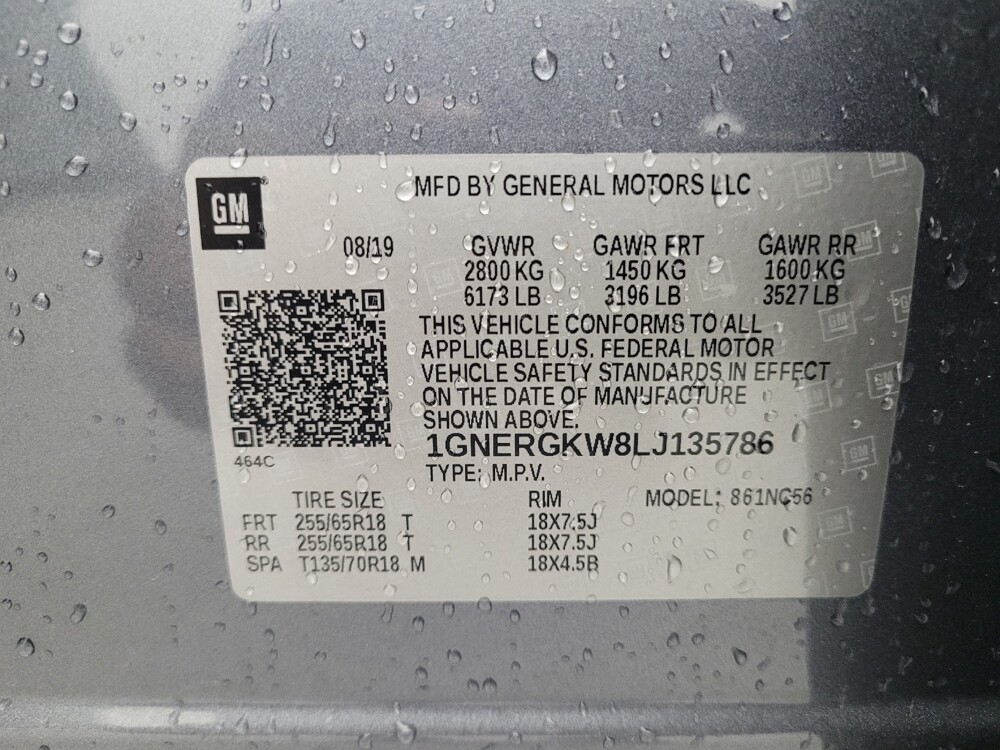 GM
MFD BY GENERAL MOTORS LLC
08/19 GVWR GAWR FRT GAWR RR
2800 KG 1450 KG 1600 KG
6173 LB 3196 LB 3527 LB
THIS VEHICLE CONFORMS TO ALL
APPLICABLE U.S. FEDERAL MOTOR
VEHICLE SAFETY STANDARDS IN EFFECT
ON THE DATE OF MANUFACTURE
SHOWN ABOVE.
1GNERGKW8LJ135786
464C
TYPE: M.P.V.
TIRE SIZE RIM MODEL: 861NC56
FRT 255/65R18 T 18X7.5J
RR 255/65R18 T 18X7.5J
SPA T135/70R18 M 18X4.5B